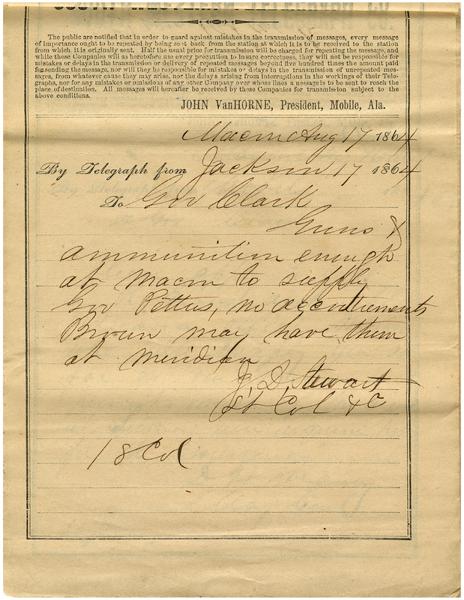 The public are notified that in order to guard against mistakes in the transmission of messages, every message
of importance ought to be repeated by being sent back from the station at which it is to be received to the station
from which it is originally sent. Half the usual price for transmission will be charged for repeating the message, and
while these Companies will as heretofore use every precaution to insure correctness, they will not be responsible for
mistakes or delays in the transmission or delivery of repeated messages beyond five hundred times the amount paid
for sending the message, nor will they be responsible for mistakes or delays in the transmission of unrepeated mess-
ages, from whatever cause they may arise, nor the delays arising from interruptions in the workings of their Tele-
graphs, nor for any mistakes or omissions of any other Company over whose lines a message is to be sent to reach the
place of destination. All messages will hereafter be received by these Companies for transmission subject to the
above conditions.
JOHN VanHORNE, President, Mobile, Ala.
Macon Aug 17 1864
By Telegraph from Jackson 17 1864
To Gov Clark
Guns &
ammunition enough
at Macon to supply
Gov Pettus, no accoutrements
Brown may have them
at meridian
J. D. Stewart
Lt Col &c
18 Col